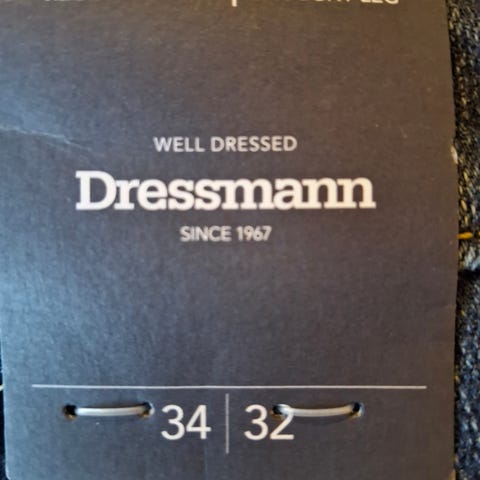 WELL DRESSED
Dressmann
SINCE 1967
34 | 32